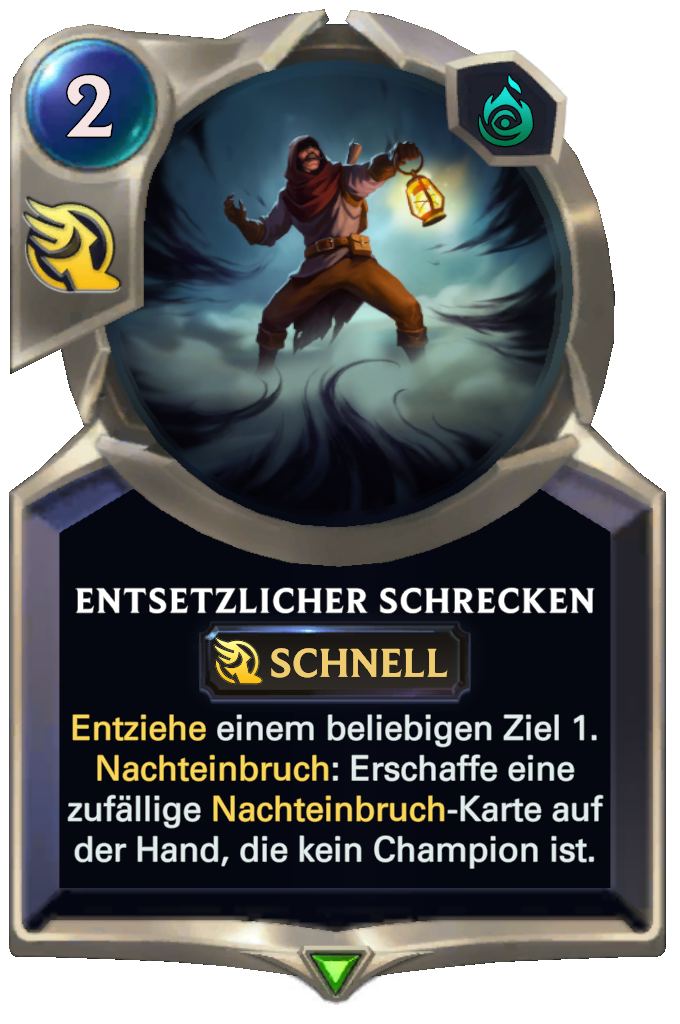 2
ENTSETZLICHER SCHRECKEN
SCHNELL
Entziehe einem beliebigen Ziel 1.
Nachteinbruch: Erschaffe eine
zufällige Nachteinbruch-Karte auf
der Hand, die kein Champion ist.